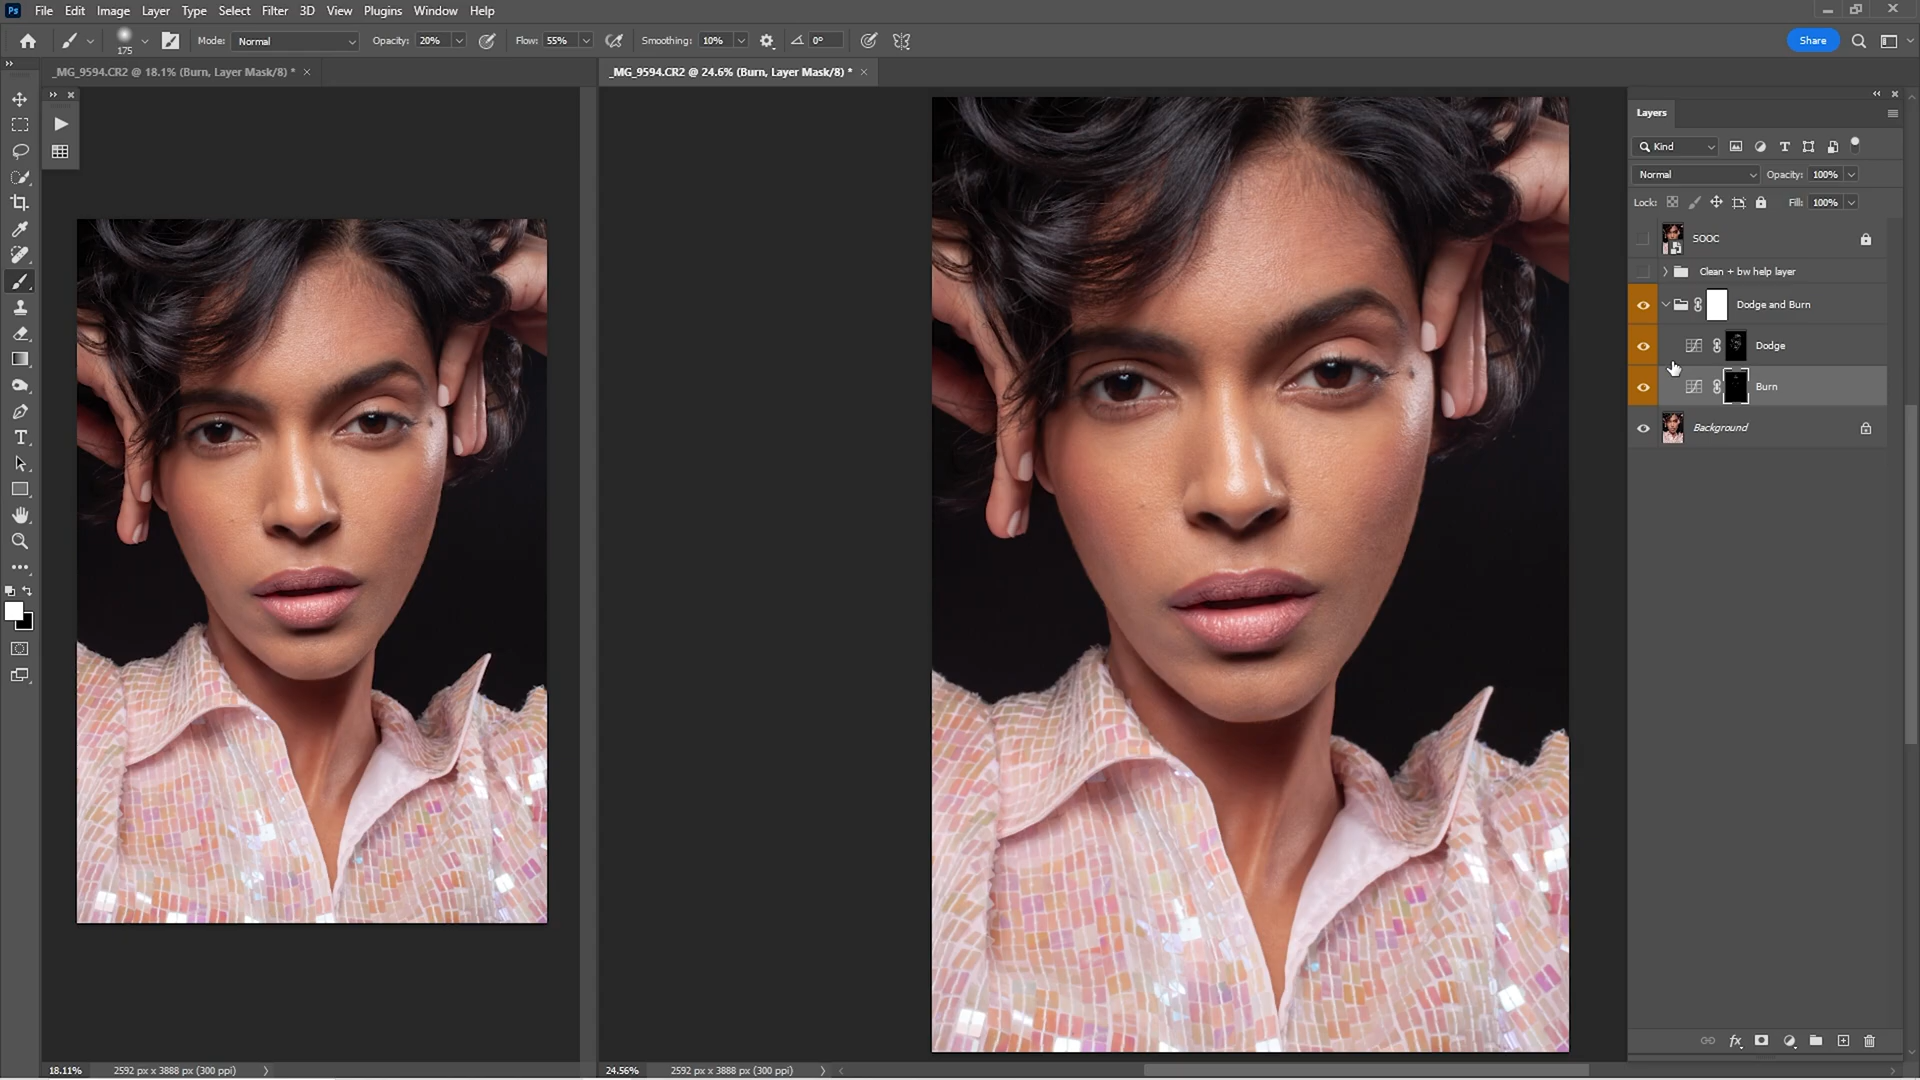 Ps File Edit Image Layer Type Select Filter 3D View Plugins Window Help
175 Mode: Normal Opacity: 20% Flow: 55% Smoothing: 10% 0° Share
_MG_9594.CR2 @ 18.1% (Burn, Layer Mask/8) * ×
_MG_9594.CR2 @ 24.6% (Burn, Layer Mask/8) * ×
Layers
Kind
Normal Opacity: 100%
Lock: Fill: 100%
SOOC
Clean + bw help layer
Dodge and Burn
Dodge
Burn
Background
fx
18.11% 2592 px x 3888 px (300 ppi)
24.56% 2592 px x 3888 px (300 ppi)